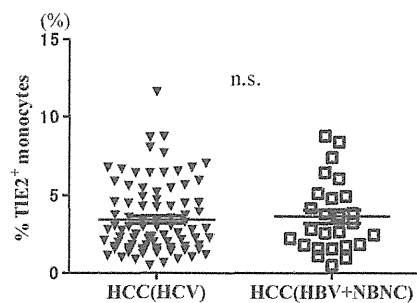 (%)
15
10
5
0
% TIE2⁺ monocytes
n.s.
HCC(HCV) HCC(HBV+NBNC)